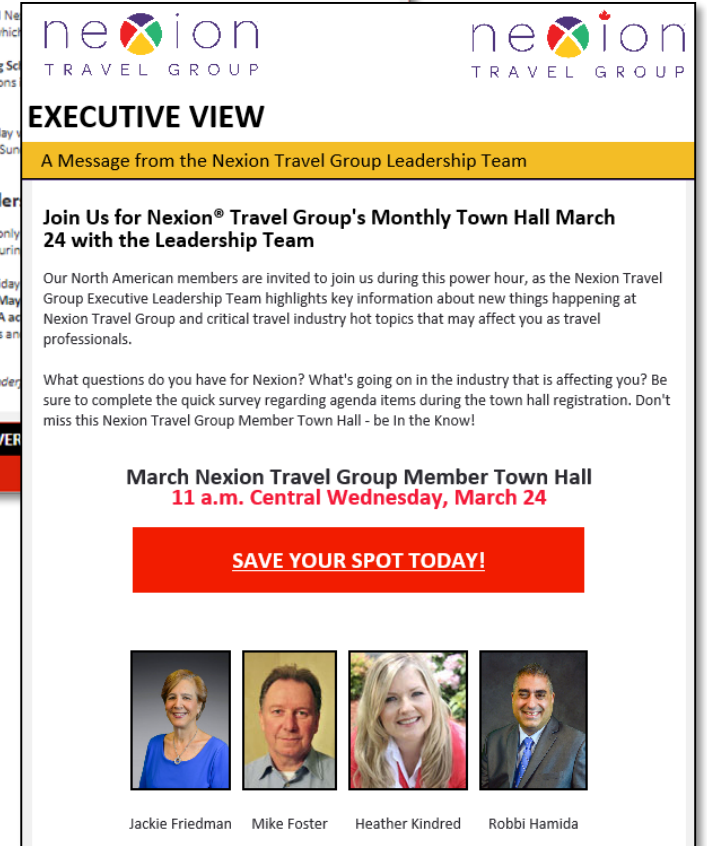 nexion
TRAVEL GROUP
nexion
TRAVEL GROUP
EXECUTIVE VIEW
A Message from the Nexion Travel Group Leadership Team
Join Us for Nexion® Travel Group's Monthly Town Hall March
24 with the Leadership Team
Our North American members are invited to join us during this power hour, as the Nexion Travel
Group Executive Leadership Team highlights key information about new things happening at
Nexion Travel Group and critical travel industry hot topics that may affect you as travel
professionals.
What questions do you have for Nexion? What's going on in the industry that is affecting you? Be
sure to complete the quick survey regarding agenda items during the town hall registration. Don't
miss this Nexion Travel Group Member Town Hall - be In the Know!
March Nexion Travel Group Member Town Hall
11 a.m. Central Wednesday, March 24
SAVE YOUR SPOT TODAY!
Jackie Friedman Mike Foster Heather Kindred Robbi Hamida